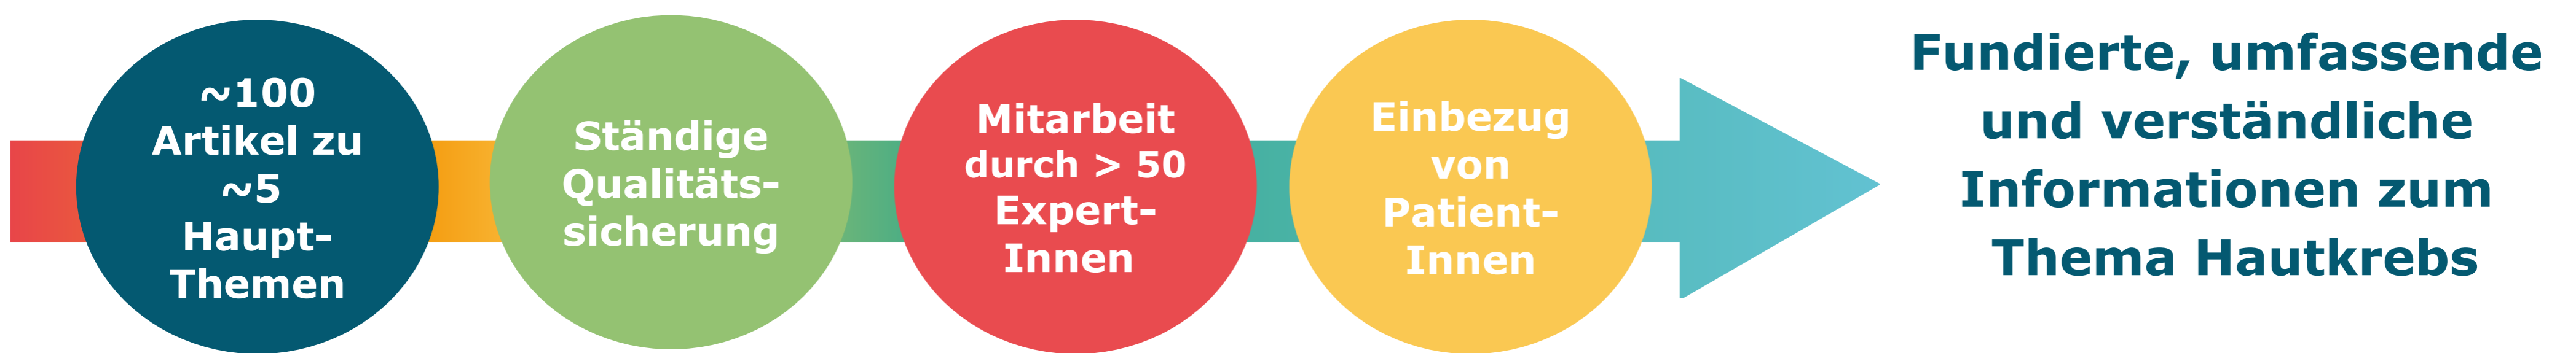 ~100
Artikel zu
~5
Haupt-
Themen
Ständige
Qualitäts-
sicherung
Mitarbeit
durch > 50
Expert-
Innen
Einbezug
von
Patient-
Innen
Fundierte, umfassende
und verständliche
Informationen zum
Thema Hautkrebs